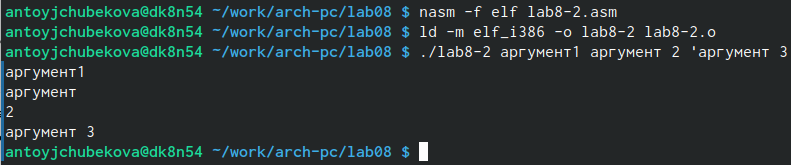 antoyjchubekova@dk8n54 ~/work/arch-pc/lab08 $ nasm -f elf lab8-2.asm
antoyjchubekova@dk8n54 ~/work/arch-pc/lab08 $ ld -m elf_i386 -o lab8-2 lab8-2.o
antoyjchubekova@dk8n54 ~/work/arch-pc/lab08 $ ./lab8-2 аргумент1 аргумент 2 'аргумент 3
аргумент1
аргумент
2
аргумент 3
antoyjchubekova@dk8n54 ~/work/arch-pc/lab08 $